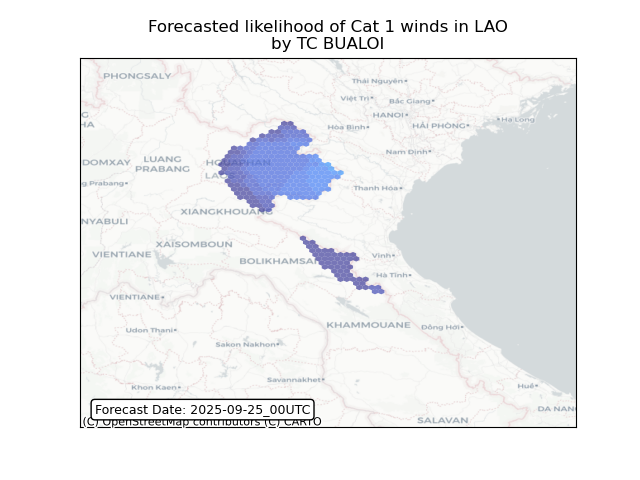 Forecasted likelihood of Cat 1 winds in LAO
by TC BUALOI
PHONGSALY
Thái Nguyên
Việt Trì
Bắc Giang
HANOI
Hạ Long
Hòa Bình
HẢI PHÒNG
Nam Định
DOMXAY
LUANG
PRABANG
HOUAPHAN
LA
g Prabang
Thanh Hóa
XIANGKHOUANG
NYABULI
XAISOMBOUN
VIENTIANE
BOLIKHAMSA
Vinh
Hà Tĩnh
VIENTIANE
Udon Thani
KHAMMOUANE
Đồng Hới
Sakon Nakhon
Savannakhet
Khon Kaen
Huế
DA NANG
SALAVAN
Forecast Date: 2025-09-25_00UTC
(C) OpenStreetMap contributors (C) CARTO